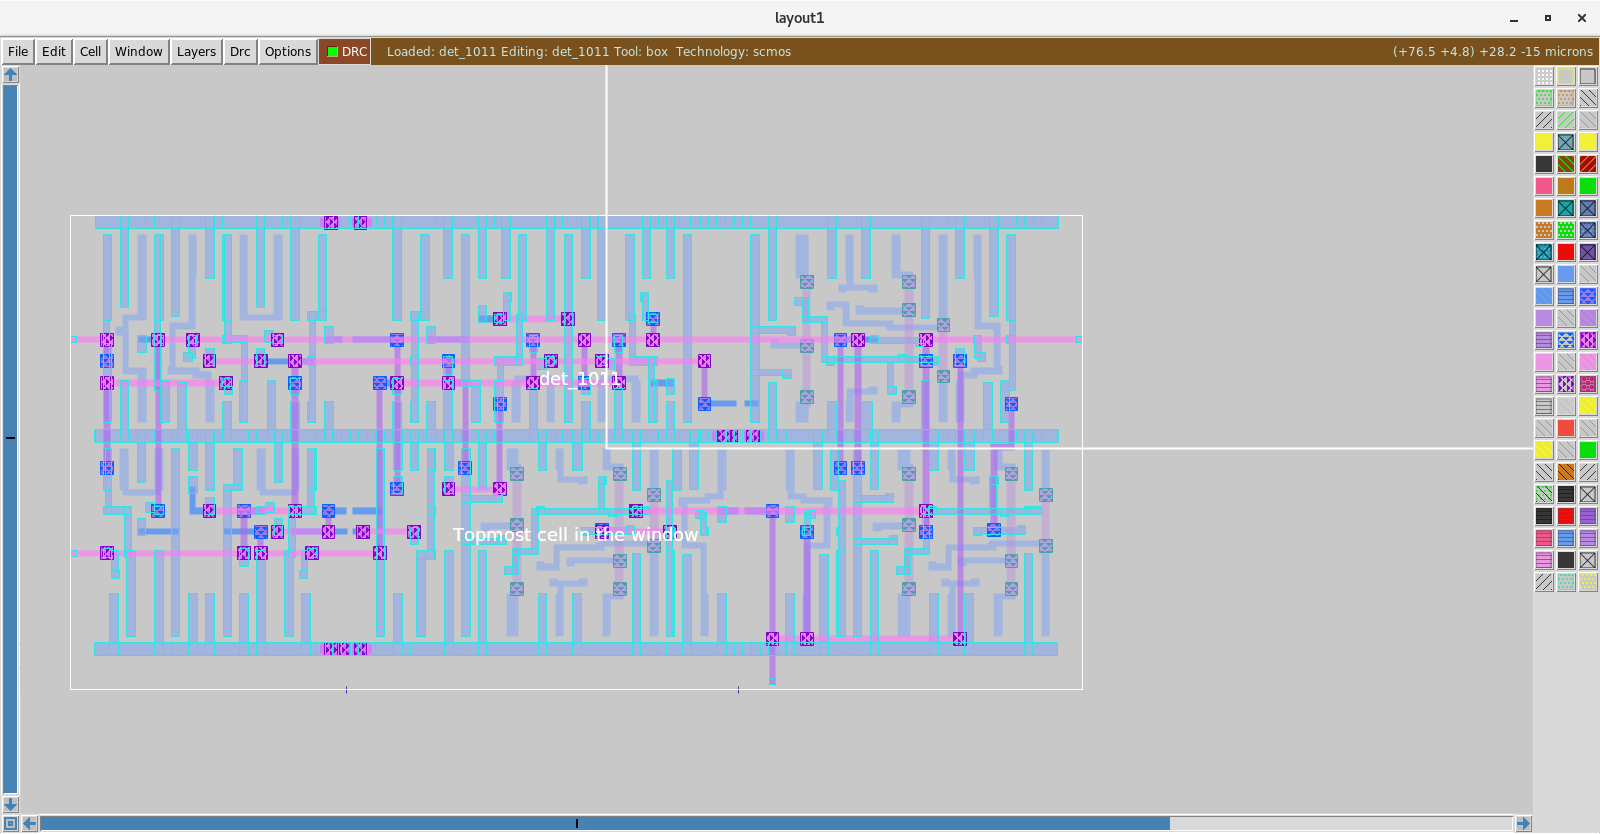 layout1
File Edit Cell Window Layers Drc Options DRC Loaded: det_1011 Editing: det_1011 Tool: box Technology: scmos (+76.5 +4.8) +28.2 -15 microns
det_1011
Topmost cell in the window